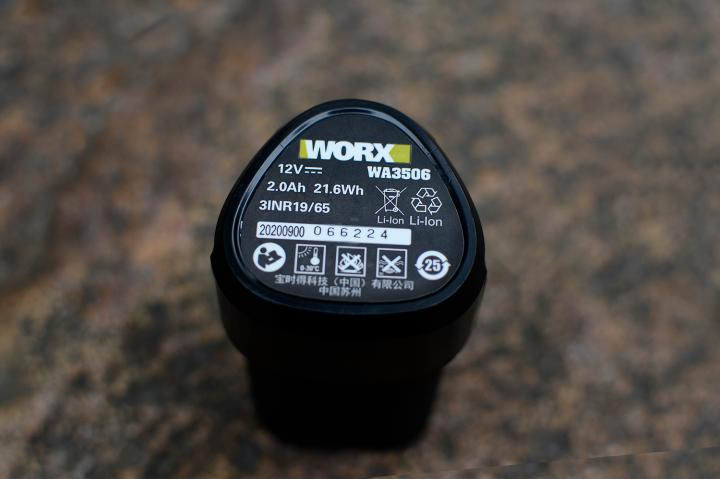 WORX
12V WA3506
2.0Ah 21.6Wh
3INR19/65
Li-Ion Li-Ion
20200900 066224
0-30°C 25
宝时得科技（中国）有限公司
中国苏州